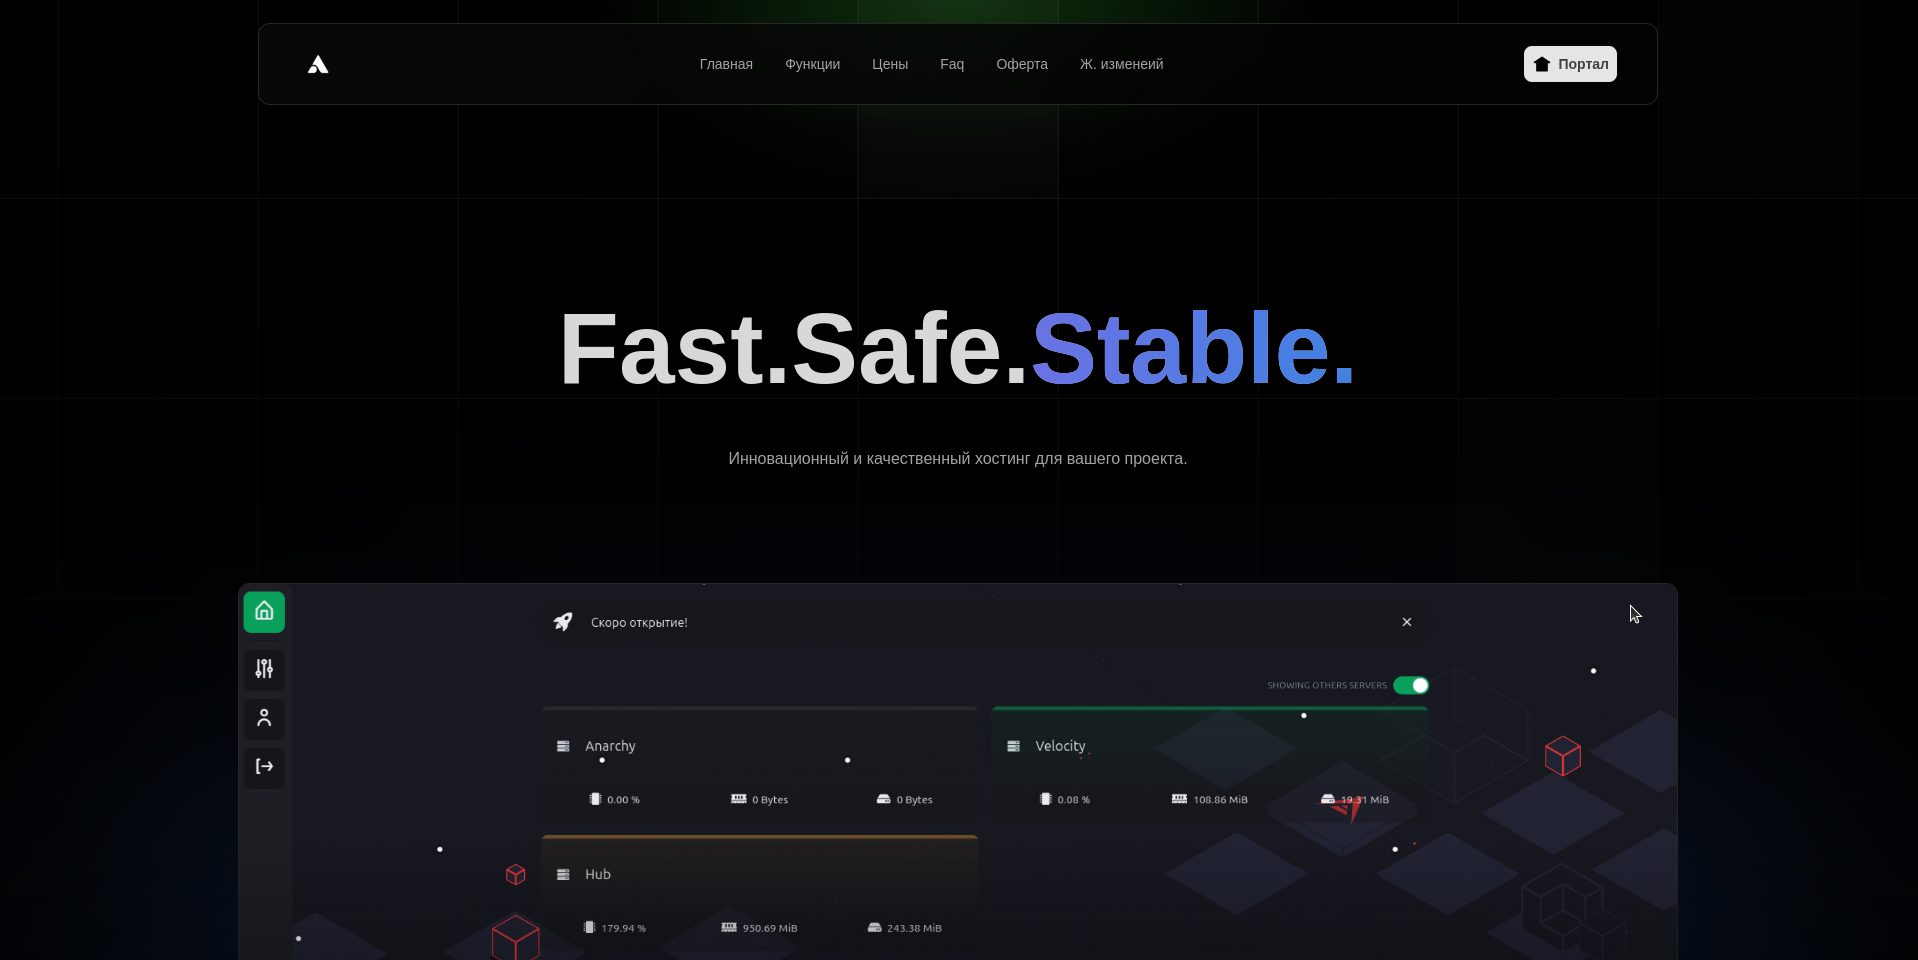 Главная Функции Цены Faq Оферта Ж. изменеий Портал
Fast.Safe.Stable.
Инновационный и качественный хостинг для вашего проекта.
Скоро открытие!
SHOWING OTHERS SERVERS
Anarchy
0.00 % 0 Bytes 0 Bytes
Velocity
0.08 % 108.86 MiB 19.31 MiB
Hub
179.94 % 950.69 MiB 243.38 MiB